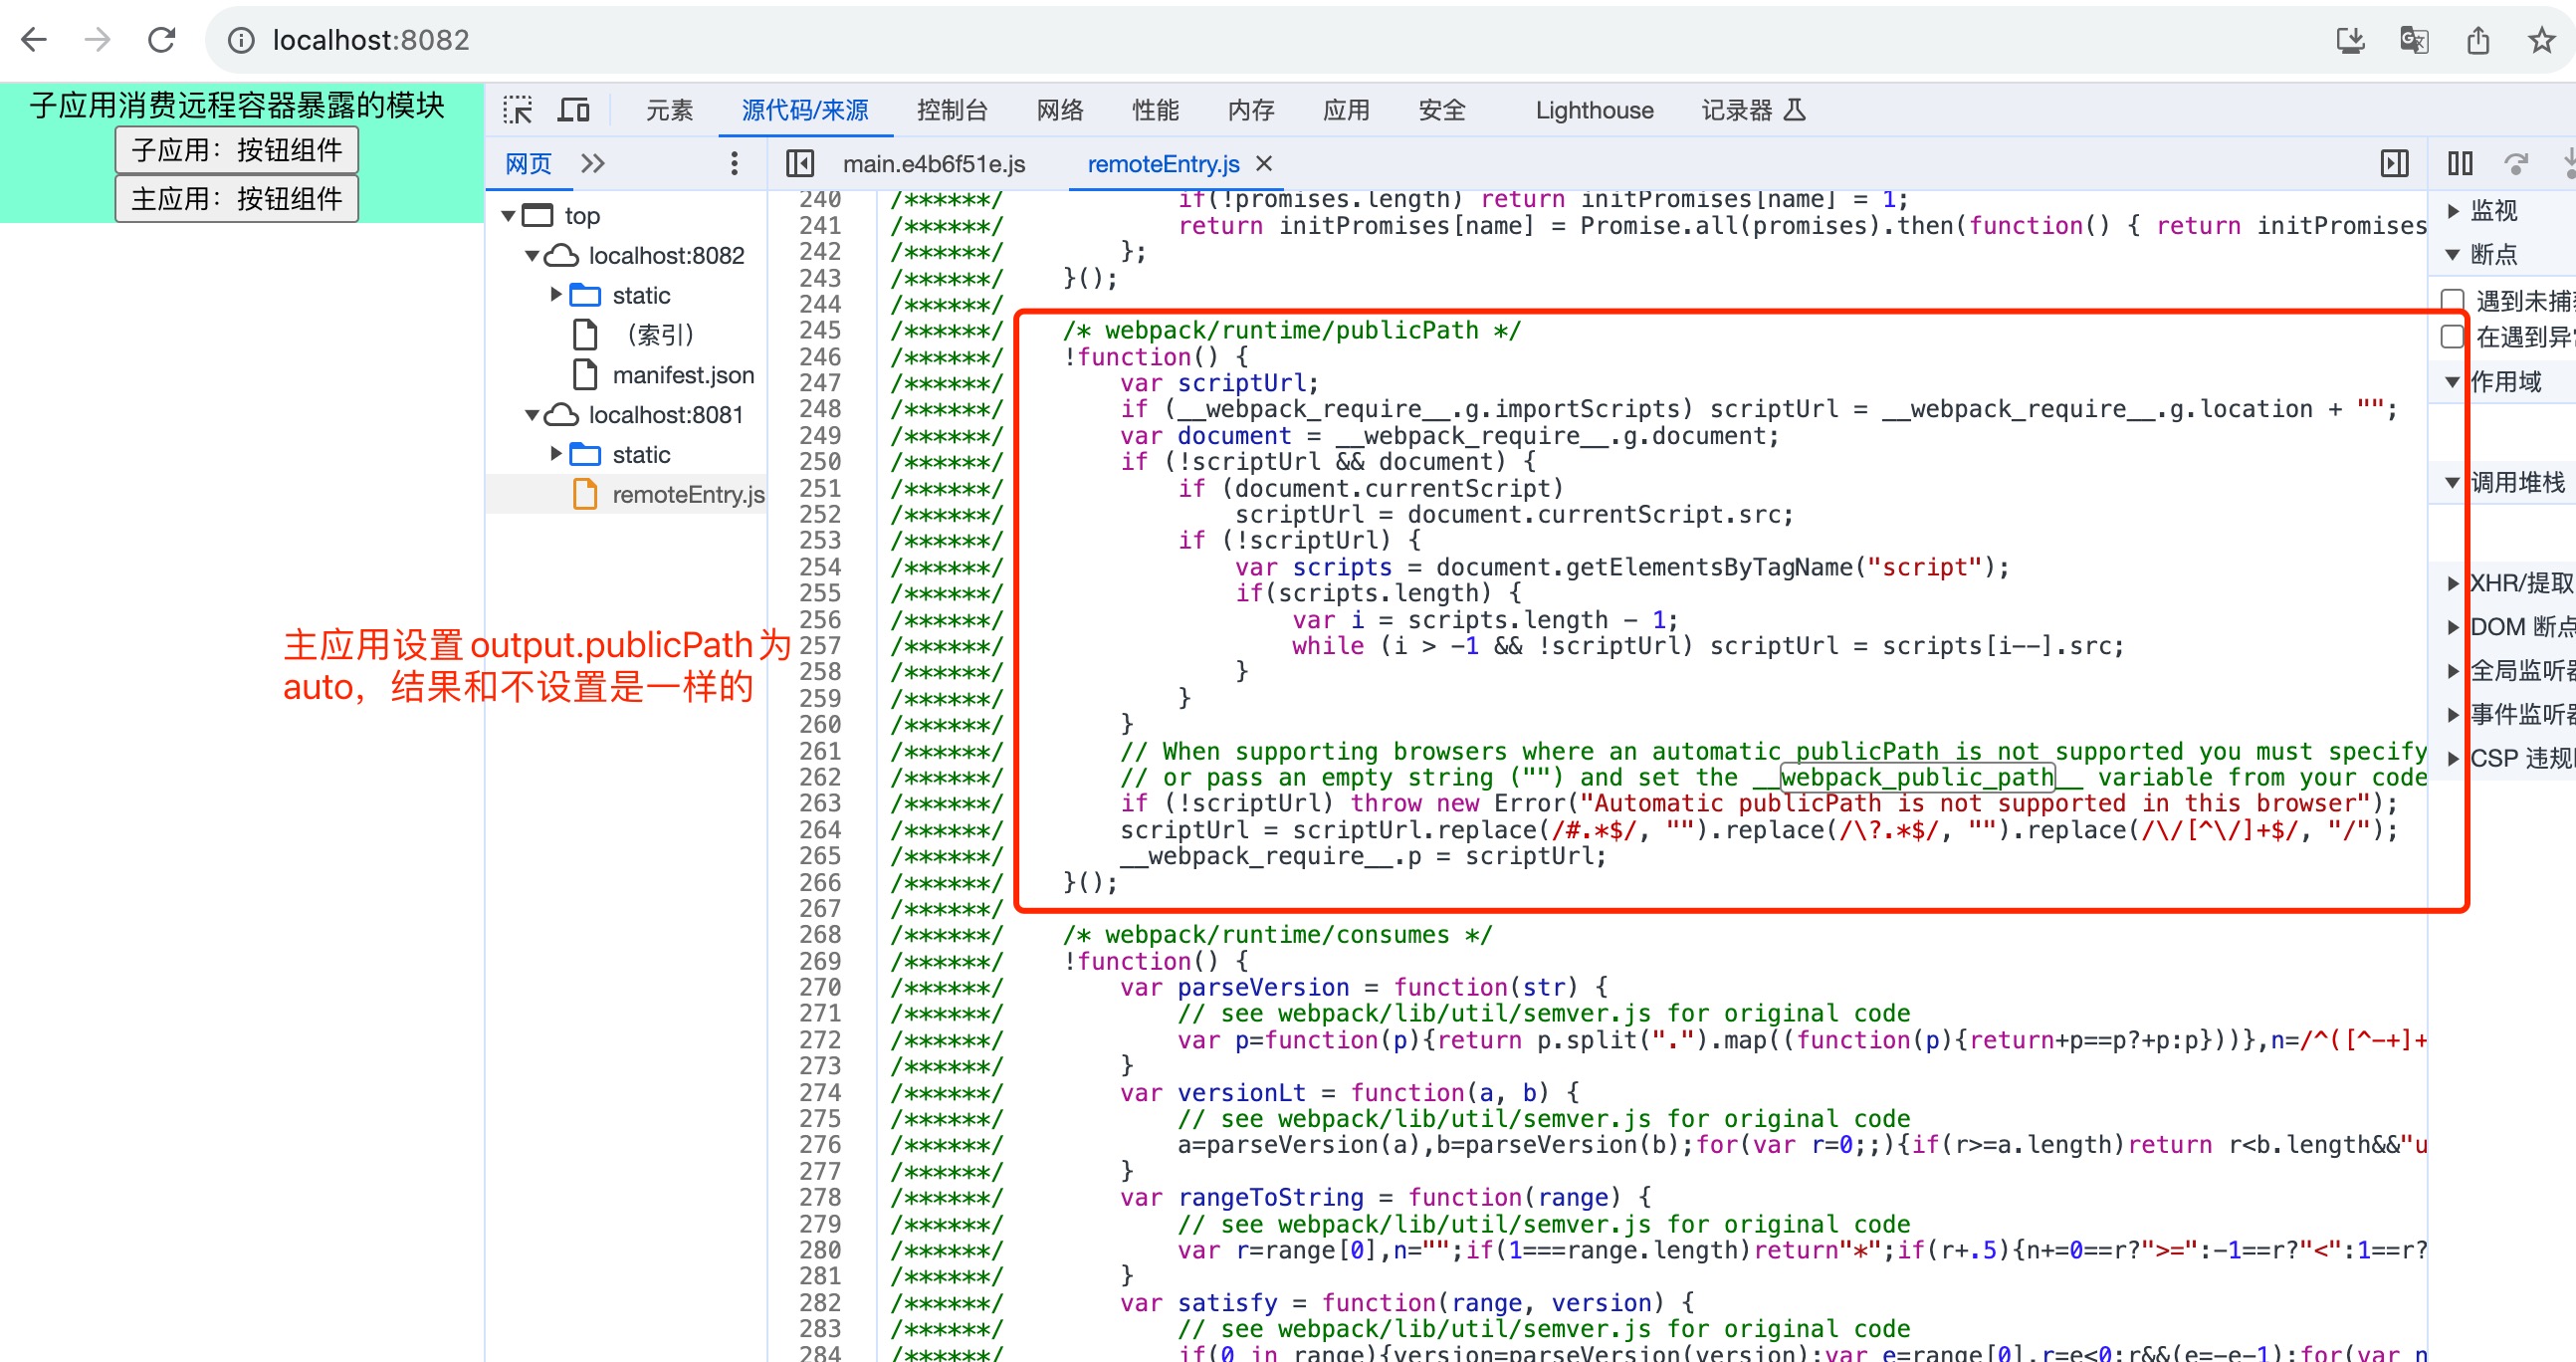 localhost:8082
子应用消费远程容器暴露的模块
子应用：按钮组件
主应用：按钮组件
元素 源代码/来源 控制台 网络 性能 内存 应用 安全 Lighthouse 记录器
网页
main.e4b6f51e.js remoteEntry.js
top
localhost:8082
static
（索引）
manifest.json
localhost:8081
static
remoteEntry.js
主应用设置output.publicPath为
auto，结果和不设置是一样的
240 /******/ if(!promises.length) return initPromises[name] = 1;
241 /******/ return initPromises[name] = Promise.all(promises).then(function() { return initPromises
242 /******/ };
243 /******/ }();
244 /******/
245 /******/ /* webpack/runtime/publicPath */
246 /******/ !function() {
247 /******/ var scriptUrl;
248 /******/ if (__webpack_require__.g.importScripts) scriptUrl = __webpack_require__.g.location + "";
249 /******/ var document = __webpack_require__.g.document;
250 /******/ if (!scriptUrl && document) {
251 /******/ if (document.currentScript)
252 /******/ scriptUrl = document.currentScript.src;
253 /******/ if (!scriptUrl) {
254 /******/ var scripts = document.getElementsByTagName("script");
255 /******/ if(scripts.length) {
256 /******/ var i = scripts.length - 1;
257 /******/ while (i > -1 && !scriptUrl) scriptUrl = scripts[i--].src;
258 /******/ }
259 /******/ }
260 /******/ }
261 /******/ // When supporting browsers where an automatic publicPath is not supported you must specify
262 /******/ // or pass an empty string ("") and set the __webpack_public_path__ variable from your code
263 /******/ if (!scriptUrl) throw new Error("Automatic publicPath is not supported in this browser");
264 /******/ scriptUrl = scriptUrl.replace(/#.*$/, "").replace(/\?.*$/, "").replace(/\/[^\/]+$/, "/");
265 /******/ __webpack_require__.p = scriptUrl;
266 /******/ }();
267 /******/
268 /******/ /* webpack/runtime/consumes */
269 /******/ !function() {
270 /******/ var parseVersion = function(str) {
271 /******/ // see webpack/lib/util/semver.js for original code
272 /******/ var p=function(p){return p.split(".").map((function(p){return+p==p?+p:p}))},n=/^([^-+]+
273 /******/ }
274 /******/ var versionLt = function(a, b) {
275 /******/ // see webpack/lib/util/semver.js for original code
276 /******/ a=parseVersion(a),b=parseVersion(b);for(var r=0;;){if(r>=a.length)return r<b.length&&"u
277 /******/ }
278 /******/ var rangeToString = function(range) {
279 /******/ // see webpack/lib/util/semver.js for original code
280 /******/ var r=range[0],n="";if(1===range.length)return"*";if(r+.5){n+=0==r?">=":-1==r?"<":1==r?
281 /******/ }
282 /******/ var satisfy = function(range, version) {
283 /******/ // see webpack/lib/util/semver.js for original code
284 /******/ if(0 in range){version=parseVersion(version);var e=range[0],r=e<0;r&&(e=-e-1);for(var n
监视
断点
遇到未捕
在遇到异
作用域
调用堆栈
XHR/提取
DOM 断点
全局监听
事件监听
CSP 违规